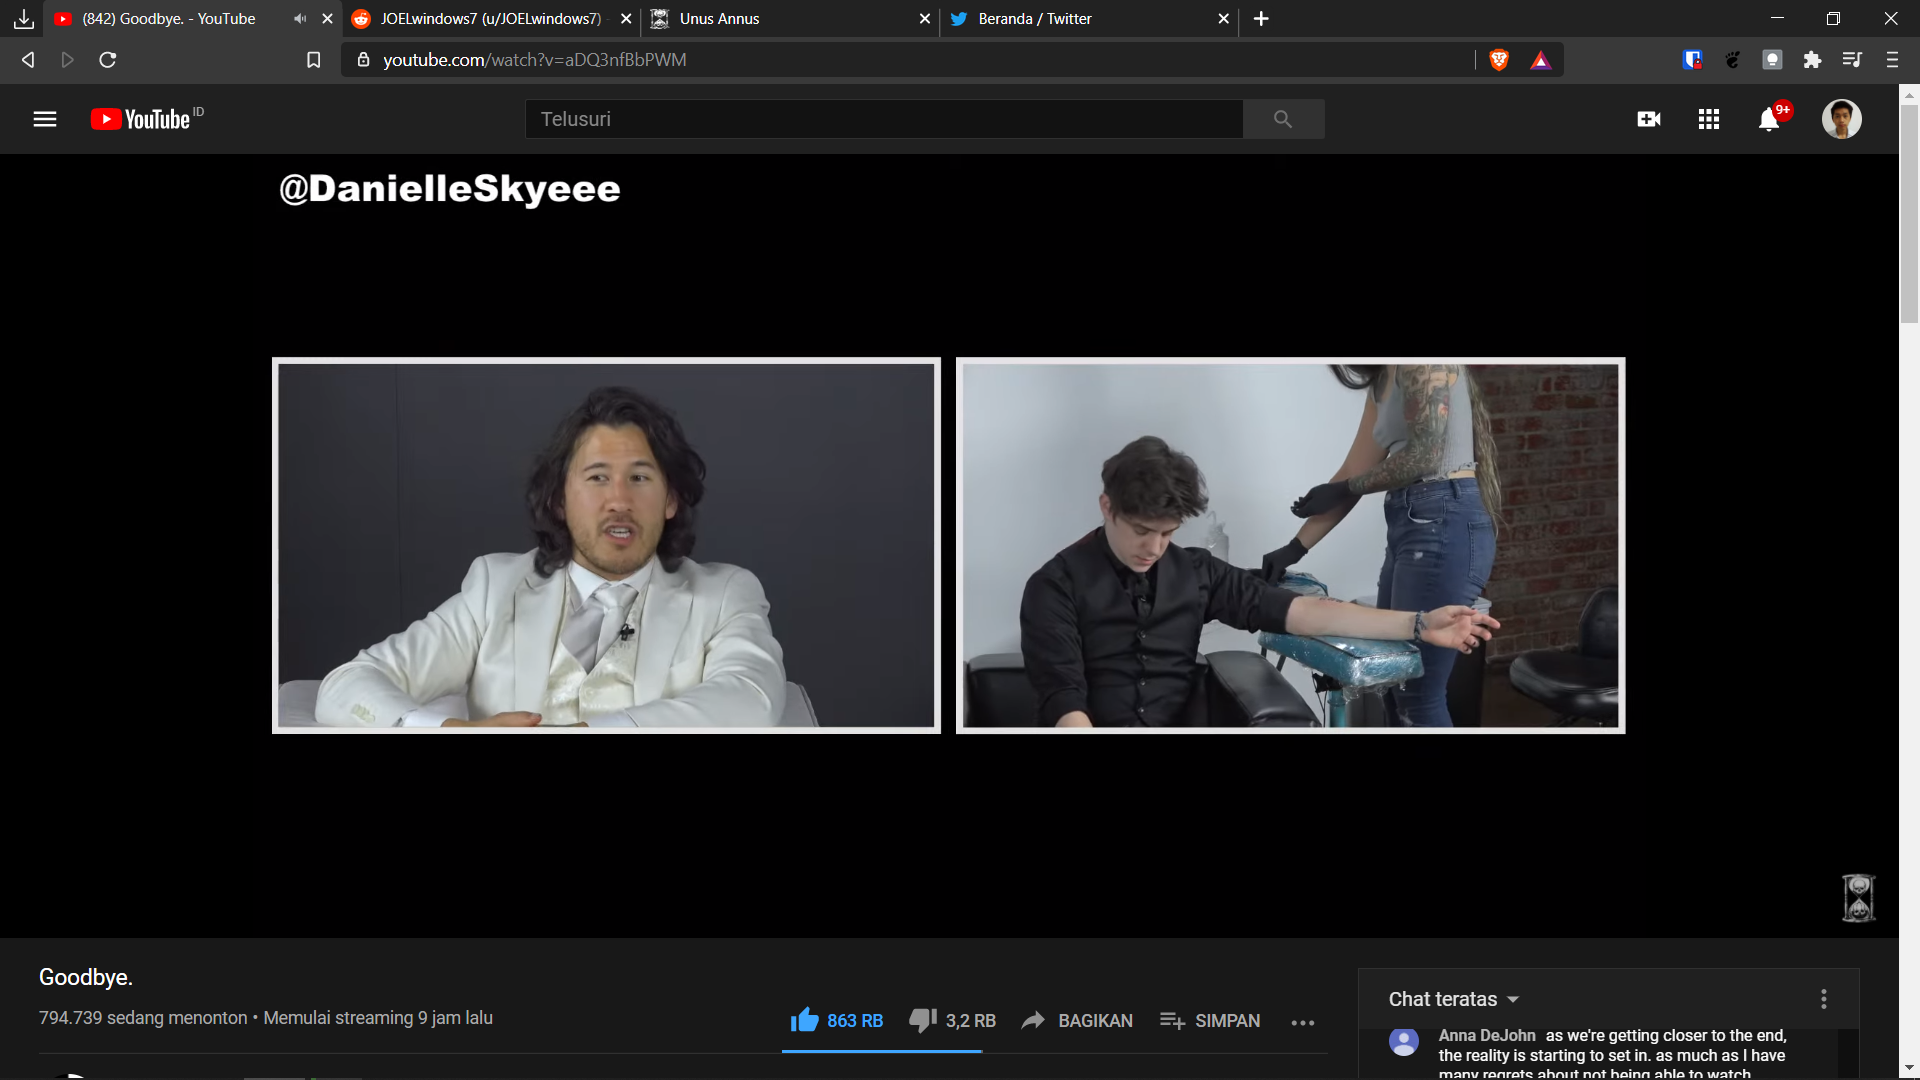 (842) Goodbye. - YouTube
JOELwindows7 (u/JOELwindows7)
Unus Annus
Beranda / Twitter
youtube.com/watch?v=aDQ3nfBbPWM
YouTube ID
Telusuri
9+
@DanielleSkyeee
Goodbye.
794.739 sedang menonton • Memulai streaming 9 jam lalu
863 RB
3,2 RB
BAGIKAN
SIMPAN
Chat teratas
Anna DeJohn as we're getting closer to the end,
the reality is starting to set in. as much as I have
many regrets about not being able to watch